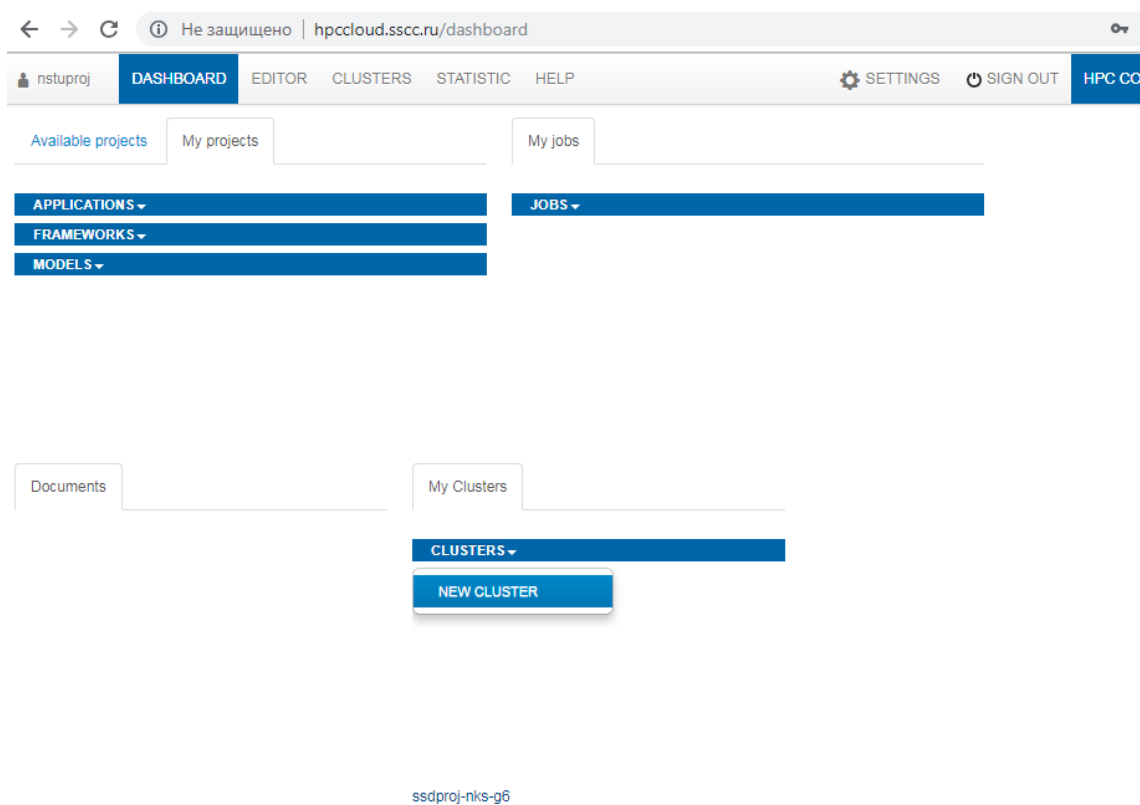 Не защищено | hpccloud.sscc.ru/dashboard
nstuproj DASHBOARD EDITOR CLUSTERS STATISTIC HELP SETTINGS SIGN OUT HPC CO
Available projects My projects My jobs
APPLICATIONS JOBS
FRAMEWORKS
MODELS
Documents My Clusters
CLUSTERS
NEW CLUSTER
ssdproj-nks-g6